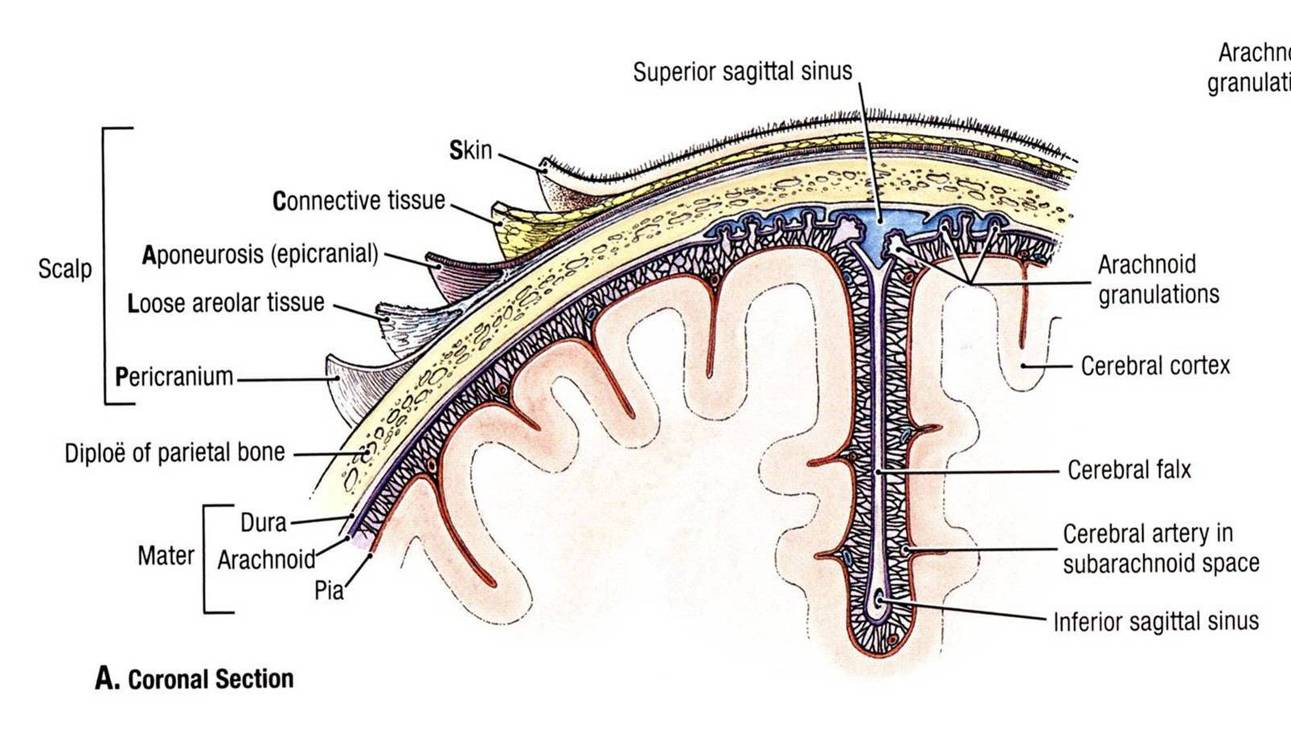 Superior sagittal sinus
Skin
Connective tissue
Aponeurosis (epicranial)
Scalp
Loose areolar tissue
Pericranium
Diploë of parietal bone
Mater
Dura
Arachnoid
Pia
Arachnoid
granulations
Cerebral cortex
Cerebral falx
Cerebral artery in
subarachnoid space
Inferior sagittal sinus
A. Coronal Section